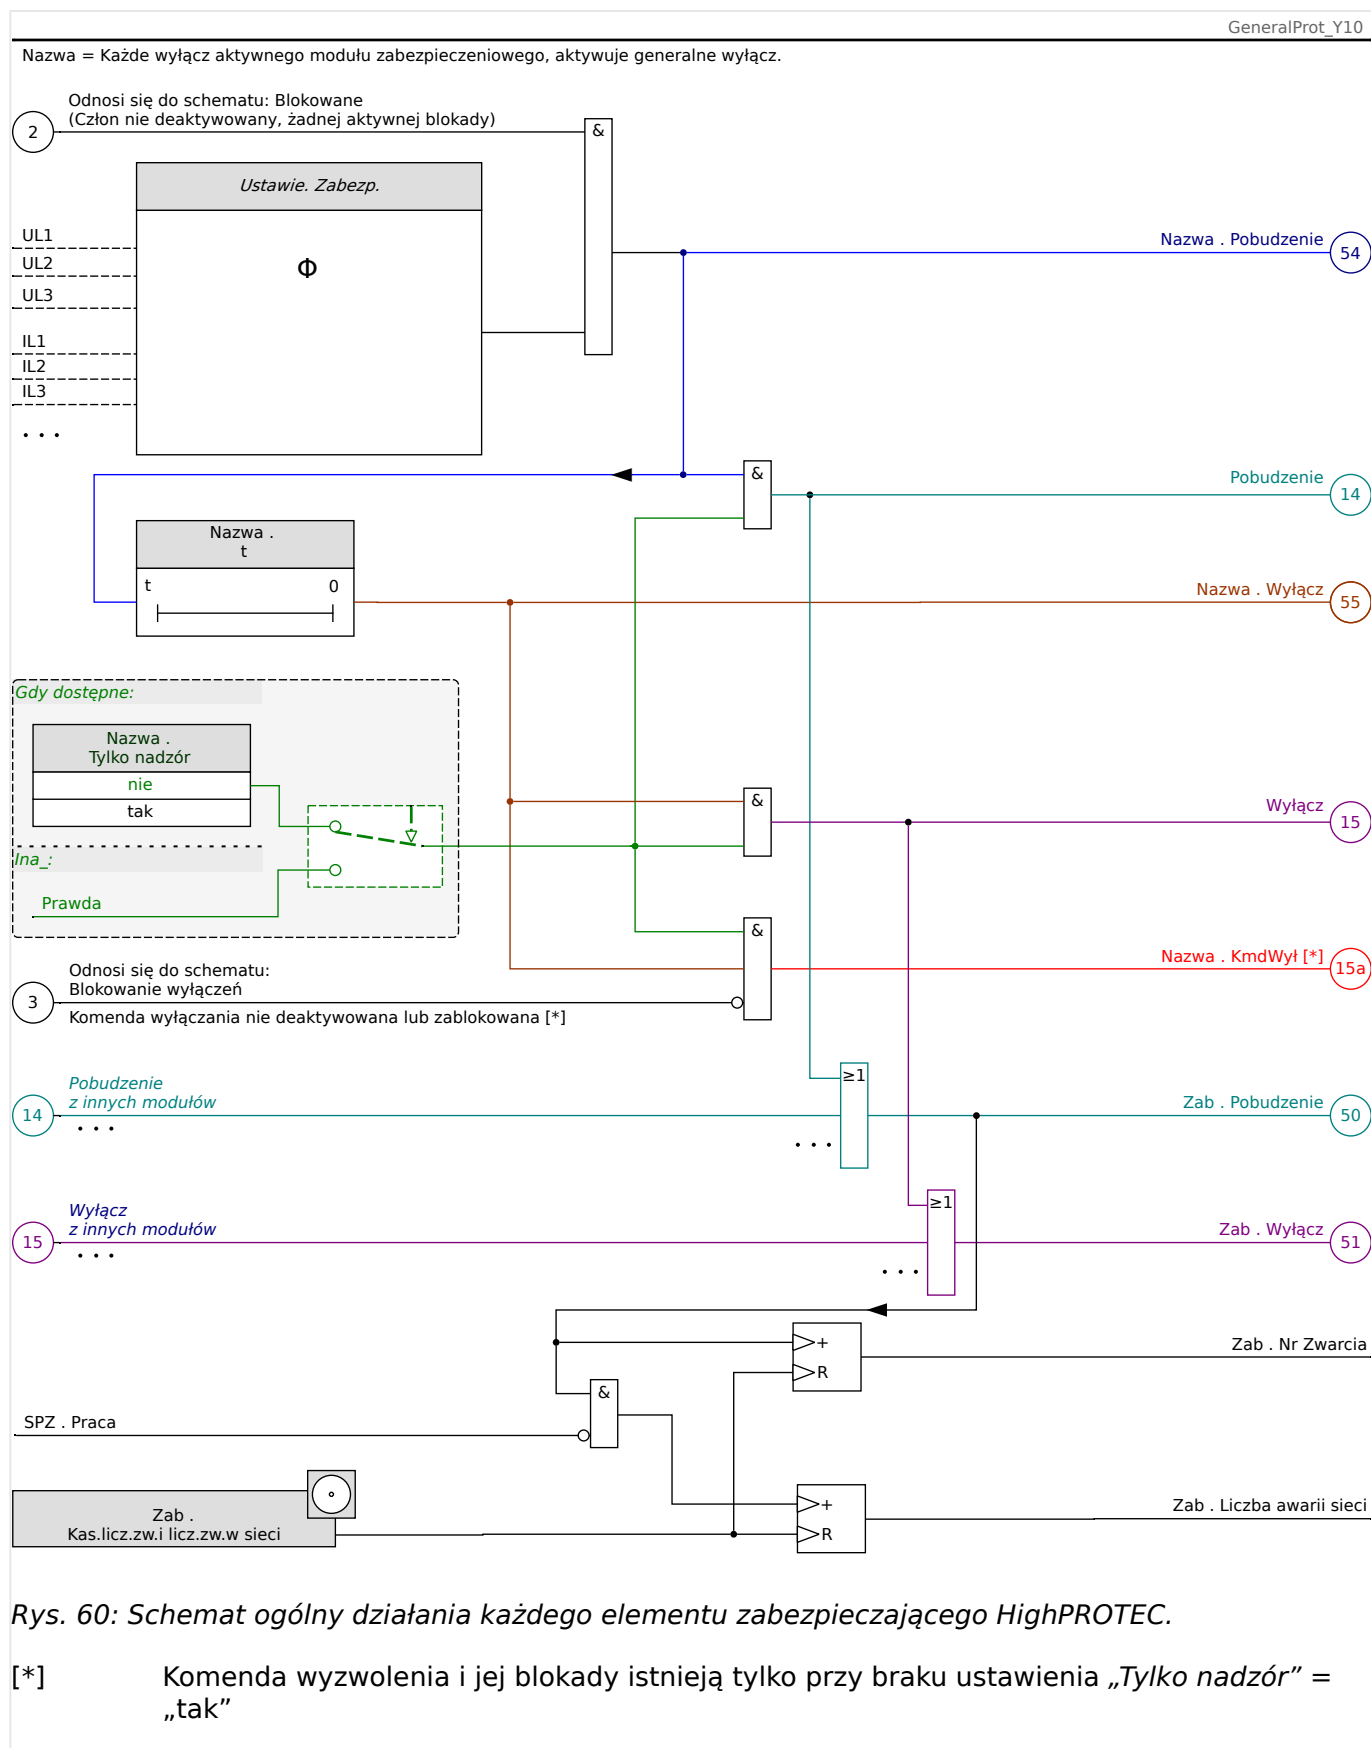 GeneralProt_Y10
Nazwa = Każde wyłącz aktywnego modułu zabezpieczeniowego, aktywuje generalne wyłącz.
Odnosi się do schematu: Blokowane
(Człon nie deaktywowany, żadnej aktywnej blokady)
2
&
Ustawie. Zabezp.
Φ
UL1
UL2
UL3
IL1
IL2
IL3
. . .
Nazwa . Pobudzenie
54
&
Pobudzenie
14
Nazwa .
t
t 0
Nazwa . Wyłącz
55
Gdy dostępne:
Nazwa .
Tylko nadzór
nie
tak
Ina_:
Prawda
&
Wyłącz
15
&
Nazwa . KmdWył [*]
15a
Odnosi się do schematu:
Blokowanie wyłączeń
3
Komenda wyłączania nie deaktywowana lub zablokowana [*]
Pobudzenie
z innych modułów
14
. . .
≥1
. . .
Zab . Pobudzenie
50
Wyłącz
z innych modułów
15
. . .
≥1
. . .
Zab . Wyłącz
51
+
R
Zab . Nr Zwarcia
&
SPZ . Praca
Zab .
Kas.licz.zw.i licz.zw.w sieci
+
R
Zab . Liczba awarii sieci
Rys. 60: Schemat ogólny działania każdego elementu zabezpieczającego HighPROTEC.
[*] Komenda wyzwolenia i jej blokady istnieją tylko przy braku ustawienia „Tylko nadzór” =
„tak”